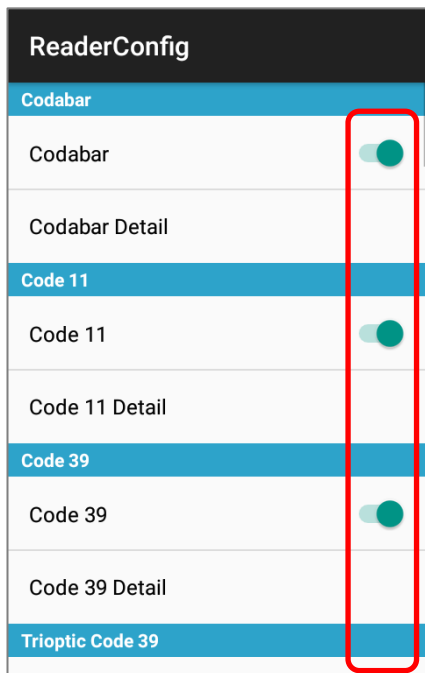 ReaderConfig
Codabar
Codabar
Codabar Detail
Code 11
Code 11
Code 11 Detail
Code 39
Code 39
Code 39 Detail
Trioptic Code 39